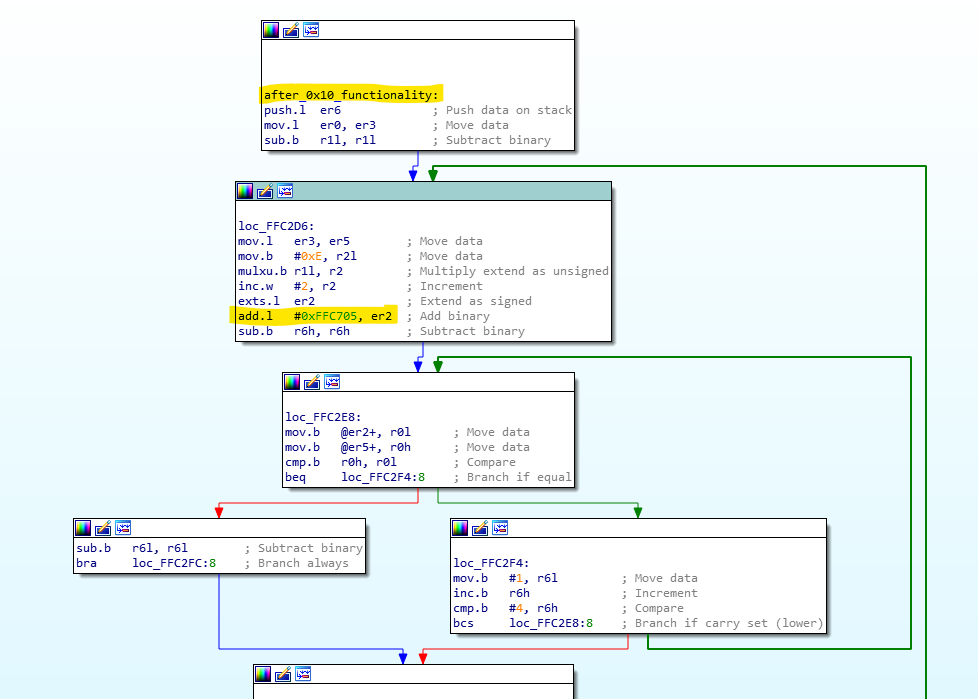 after_0x10_functionality:
push.l er6 ; Push data on stack
mov.l er0, er3 ; Move data
sub.b r1l, r1l ; Subtract binary
loc_FFC2D6:
mov.l er3, er5 ; Move data
mov.b #0xE, r2l ; Move data
mulxu.b r1l, r2 ; Multiply extend as unsigned
inc.w #2, r2 ; Increment
exts.l er2 ; Extend as signed
add.l #0xFFC705, er2 ; Add binary
sub.b r6h, r6h ; Subtract binary
loc_FFC2E8:
mov.b @er2+, r0l ; Move data
mov.b @er5+, r0h ; Move data
cmp.b r0h, r0l ; Compare
beq loc_FFC2F4:8 ; Branch if equal
sub.b r6l, r6l ; Subtract binary
bra loc_FFC2FC:8 ; Branch always
loc_FFC2F4:
mov.b #1, r6l ; Move data
inc.b r6h ; Increment
cmp.b #4, r6h ; Compare
bcs loc_FFC2E8:8 ; Branch if carry set (lower)